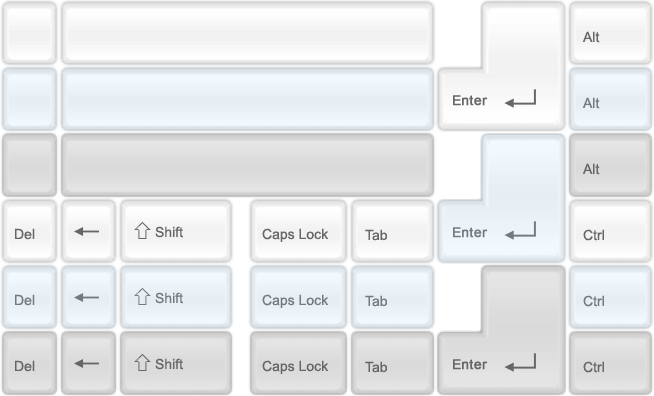 Alt
Enter
Alt
Alt
Del
Shift
Caps Lock
Tab
Enter
Ctrl
Del
Shift
Caps Lock
Tab
Ctrl
Del
Shift
Caps Lock
Tab
Enter
Ctrl